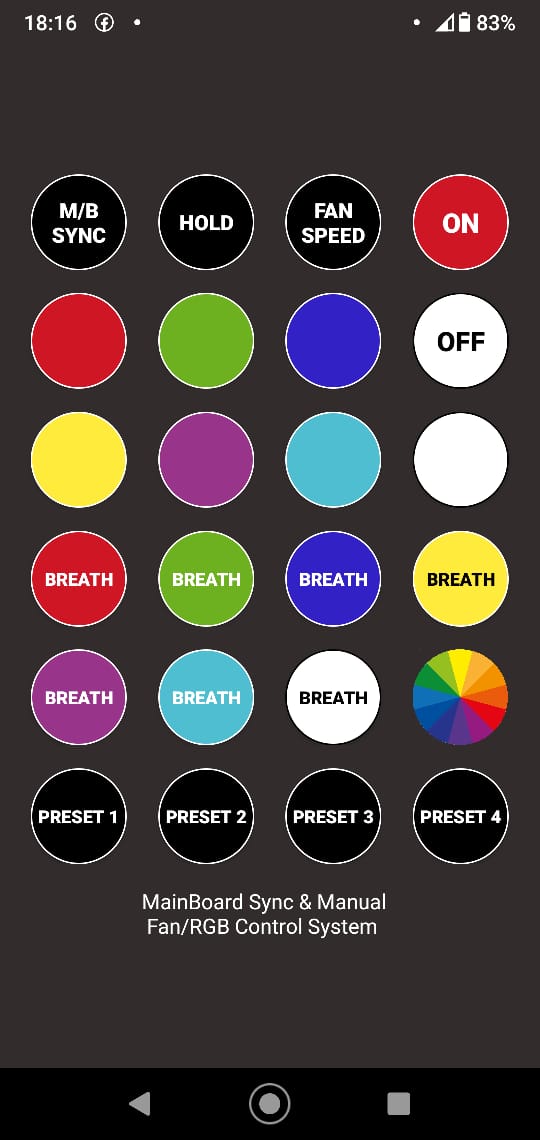 18:16
83%
M/B
SYNC
HOLD
FAN
SPEED
ON
OFF
BREATH
BREATH
BREATH
BREATH
BREATH
BREATH
BREATH
PRESET 1
PRESET 2
PRESET 3
PRESET 4
MainBoard Sync & Manual
Fan/RGB Control System